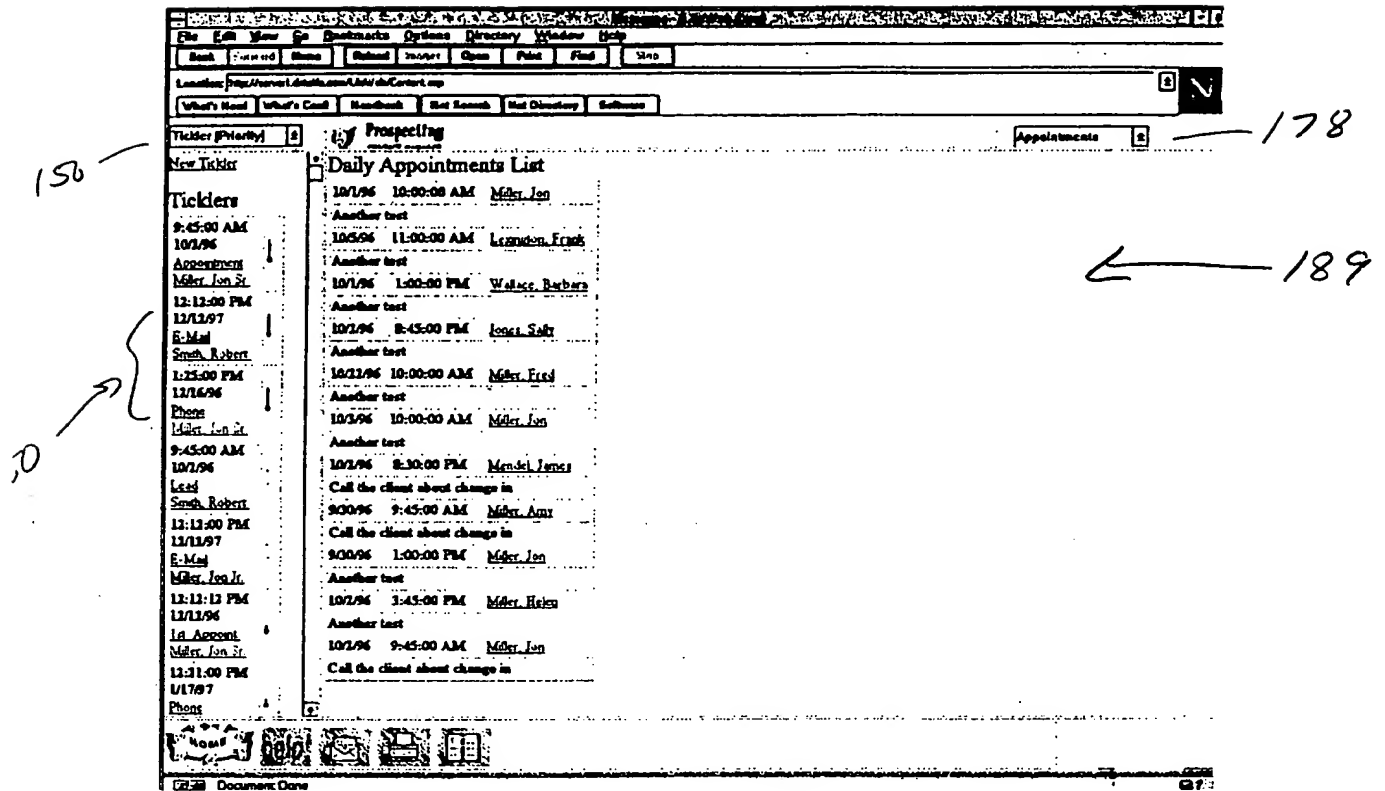 File Edit View Go Bookmarks Options Directory Window Help
Back Forward Home Reload Open Print Find Stop
Location:
What's New! What's Cool Handbook Net Search Net Directory Software
Tickler [Priority]
Prospecting
Appointments
178
150
New Tickler
Ticklers
9:45:00 AM
10/2/96
Appointment
Miller, Jon Sr.
12:12:00 PM
12/12/97
E-Mail
Smith, Robert
1:25:00 PM
12/16/96
Phone
Miller, Jon Sr.
9:45:00 AM
10/2/96
Lead
Smith, Robert
12:12:00 PM
12/12/97
E-Mail
Miller, Jon Jr.
12:12:12 PM
12/12/96
1st Appoint.
Miller, Jon Sr.
12:21:00 PM
1/17/97
Phone
Daily Appointments List
10/1/96 10:00:00 AM Miller, Jon
Another test
10/5/96 11:00:00 AM Frank
Another test
10/1/96 1:00:00 PM Wallace, Barbara
Another test
10/2/96 8:45:00 PM Jones, Sally
Another test
10/22/96 10:00:00 AM Miller, Fred
Another test
10/3/96 10:00:00 AM Miller, Jon
Another test
10/2/96 8:30:00 PM Mendel, James
Call the client about change in
9/30/96 9:45:00 AM Miller, Amy
Call the client about change in
9/30/96 1:00:00 PM Miller, Jon
Another test
10/2/96 3:45:00 PM Miller, Helen
Another test
10/2/96 9:45:00 AM Miller, Jon
Call the client about change in
189
HOME help!
Document: Done